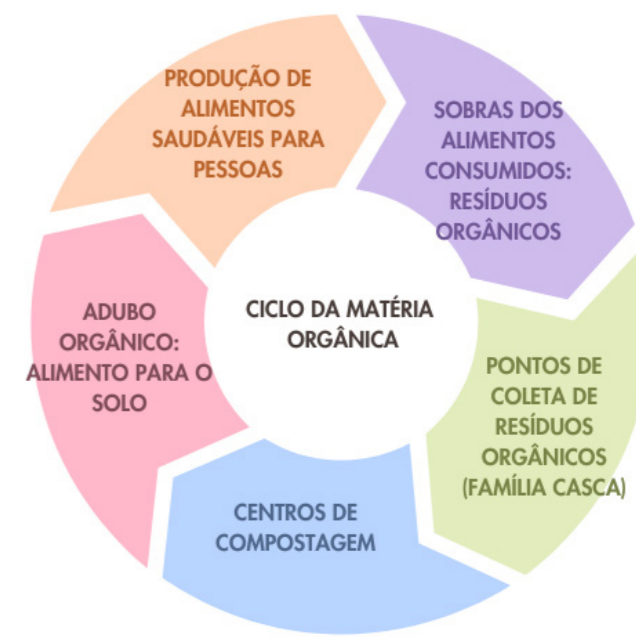 PRODUÇÃO DE
ALIMENTOS
SAUDÁVEIS PARA
PESSOAS
SOBRAS DOS
ALIMENTOS
CONSUMIDOS:
RESÍDUOS
ORGÂNICOS
PONTOS DE
COLETA DE
RESÍDUOS
ORGÂNICOS
(FAMÍLIA CASCA)
CENTROS DE
COMPOSTAGEM
ADUBO
ORGÂNICO:
ALIMENTO PARA O
SOLO
CICLO DA MATÉRIA
ORGÂNICA